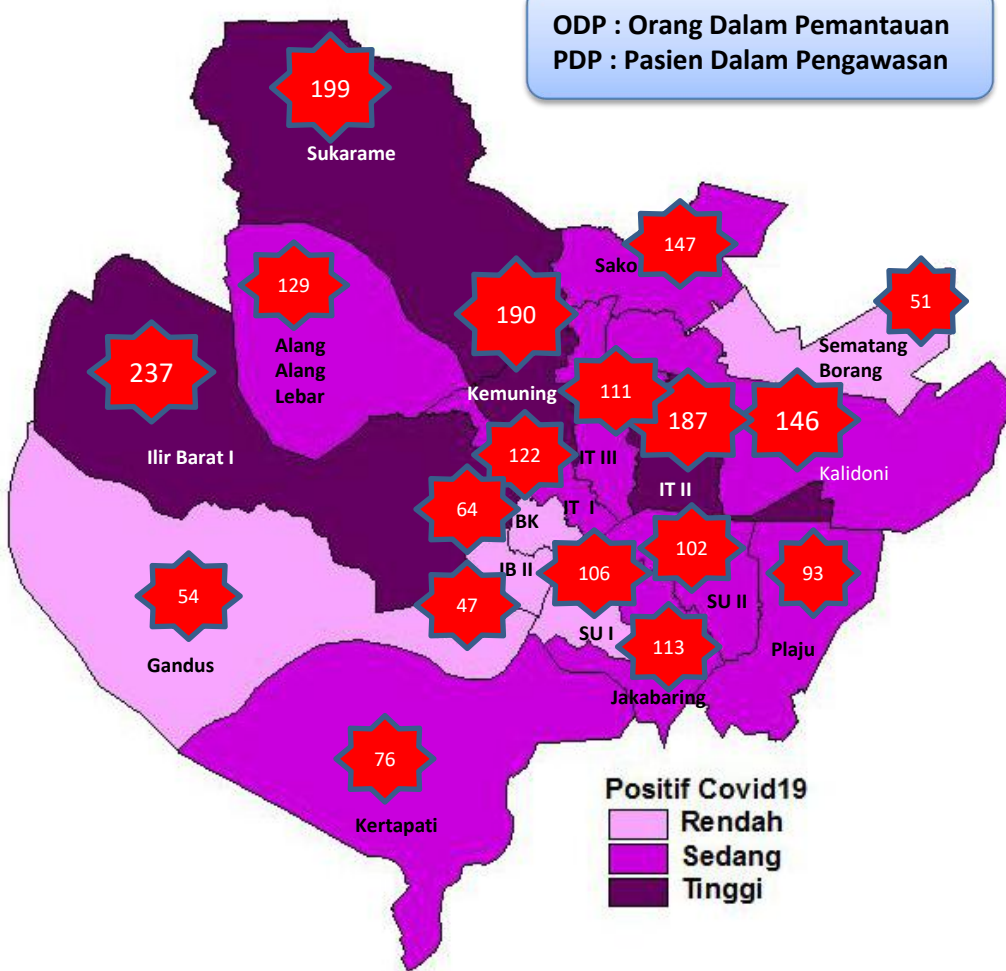 ODP : Orang Dalam Pemantauan
PDP : Pasien Dalam Pengawasan
199
Sukarame
147
Sako
129
Alang
Alang
Lebar
51
Sematang
Borang
190
Kemuning
237
Ilir Barat I
111
187
146
Kalidoni
122
IT III
IT II
64
IT I
BK
IB II
102
SU II
106
SU I
93
Plaju
54
Gandus
47
113
Jakabaring
76
Kertapati
Positif Covid19
Rendah
Sedang
Tinggi